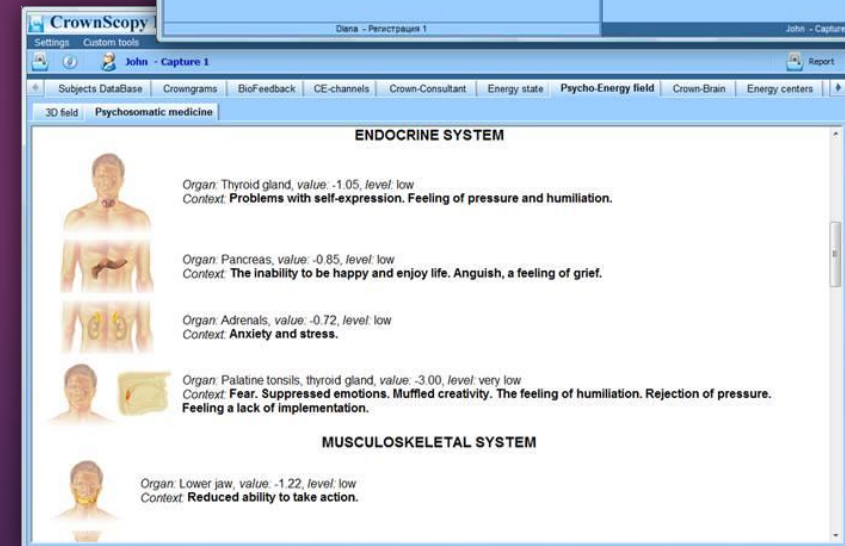 Diana - Регистрация 1
John - Capture
CrownScopy
Settings Custom tools
John - Capture 1
Report
Subjects DataBase Crowngrams BioFeedback CE-channels Crown-Consultant Energy state Psycho-Energy field Crown-Brain Energy centers
3D field Psychosomatic medicine
ENDOCRINE SYSTEM
Organ: Thyroid gland, value: -1.05, level: low
Context: Problems with self-expression. Feeling of pressure and humiliation.
Organ: Pancreas, value: -0.85, level: low
Context: The inability to be happy and enjoy life. Anguish, a feeling of grief.
Organ: Adrenals, value: -0.72, level: low
Context: Anxiety and stress.
Organ: Palatine tonsils, thyroid gland, value: -3.00, level: very low
Context: Fear. Suppressed emotions. Muffled creativity. The feeling of humiliation. Rejection of pressure.
Feeling a lack of implementation.
MUSCULOSKELETAL SYSTEM
Organ: Lower jaw, value: -1.22, level: low
Context: Reduced ability to take action.